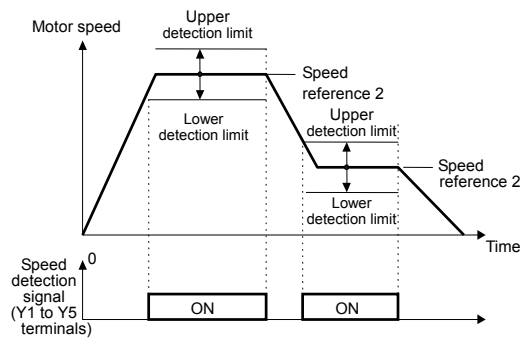 Upper
detection limit
Motor speed
Speed
reference 2
Lower
detection limit
Upper
detection limit
Speed
reference 2
Lower
detection limit
Time
0
Speed
detection
signal
(Y1 to Y5
terminals)
ON
ON